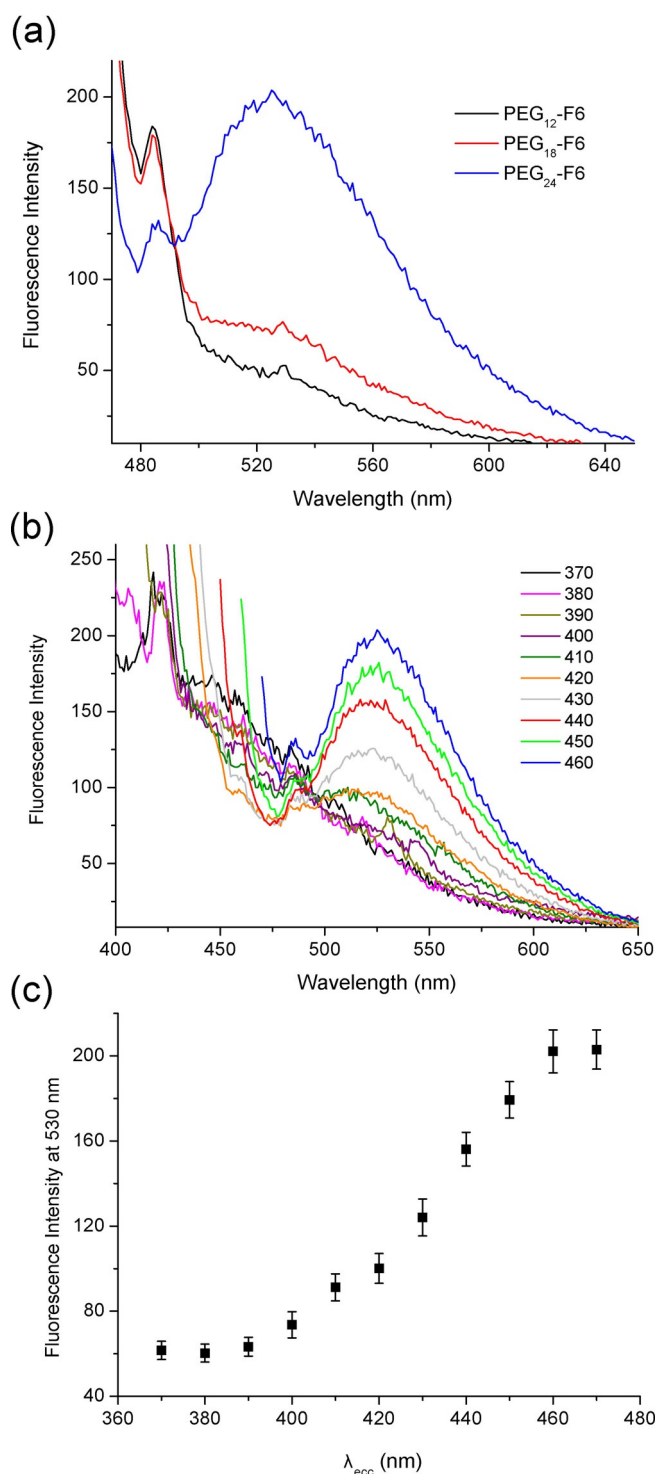 (a)
200
150
100
50
Fluorescence Intensity
PEG12-F6
PEG18-F6
PEG24-F6
480 520 560 600 640
Wavelength (nm)
(b)
250
200
150
100
50
Fluorescence Intensity
370
380
390
400
410
420
430
440
450
460
400 450 500 550 600 650
Wavelength (nm)
(c)
200
160
120
80
40
Fluorescence Intensity at 530 nm
360 380 400 420 440 460 480
λecc (nm)